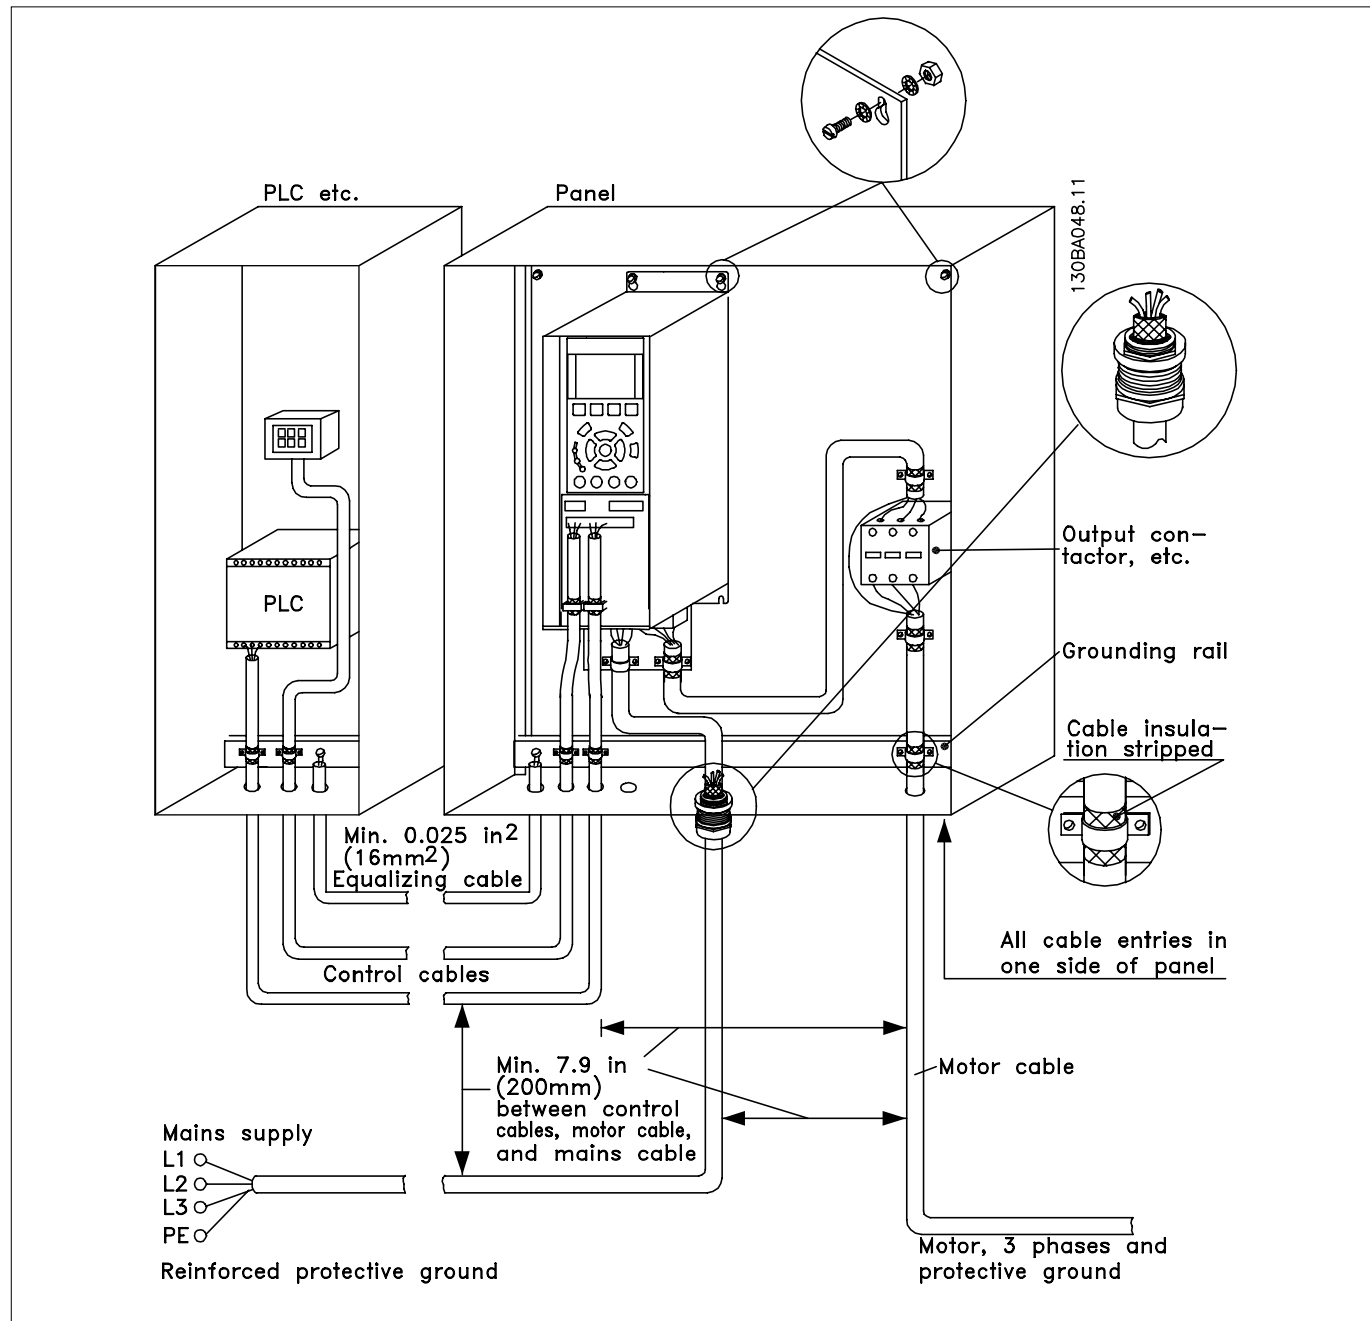 PLC etc.
Panel
130BA048.11
PLC
Output con-
tactor, etc.
Grounding rail
Cable insula-
tion stripped
Min. 0.025 in2
(16mm2)
Equalizing cable
All cable entries in
one side of panel
Control cables
Min. 7.9 in
(200mm)
between control
cables, motor cable,
and mains cable
Motor cable
Mains supply
L1
L2
L3
PE
Reinforced protective ground
Motor, 3 phases and
protective ground